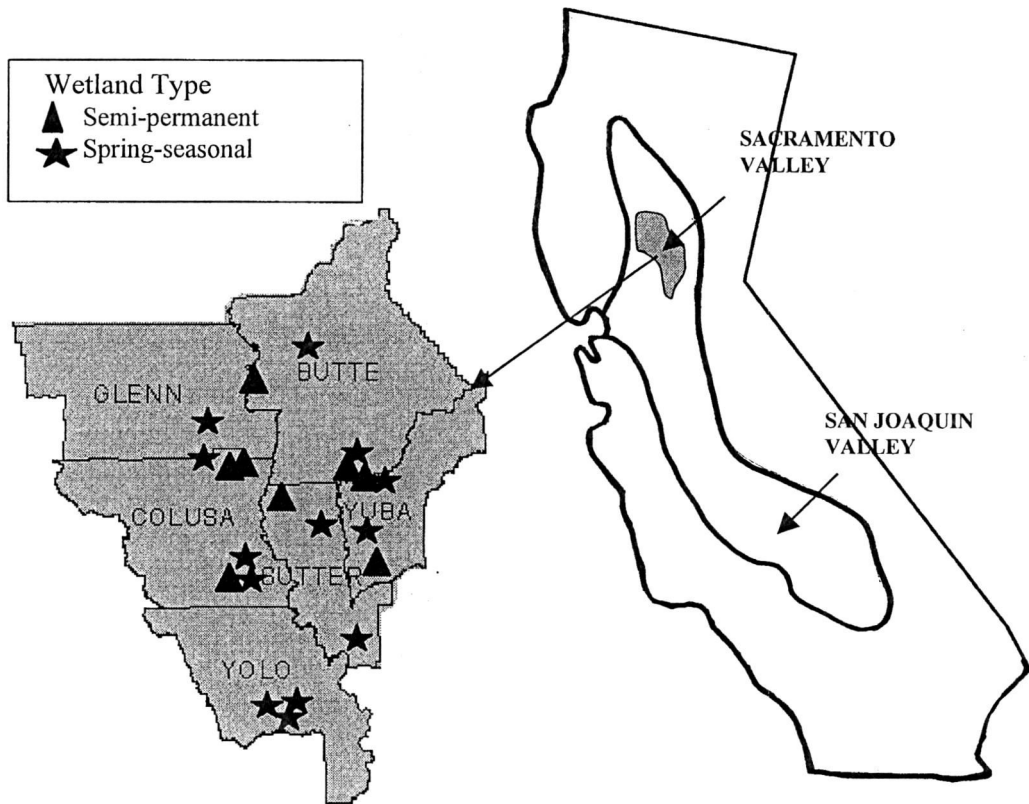 Wetland Type
Semi-permanent
Spring-seasonal
SACRAMENTO
VALLEY
BUTTE
GLENN
SAN JOAQUIN
VALLEY
COLUSA
YUBA
SUTTER
YOLO